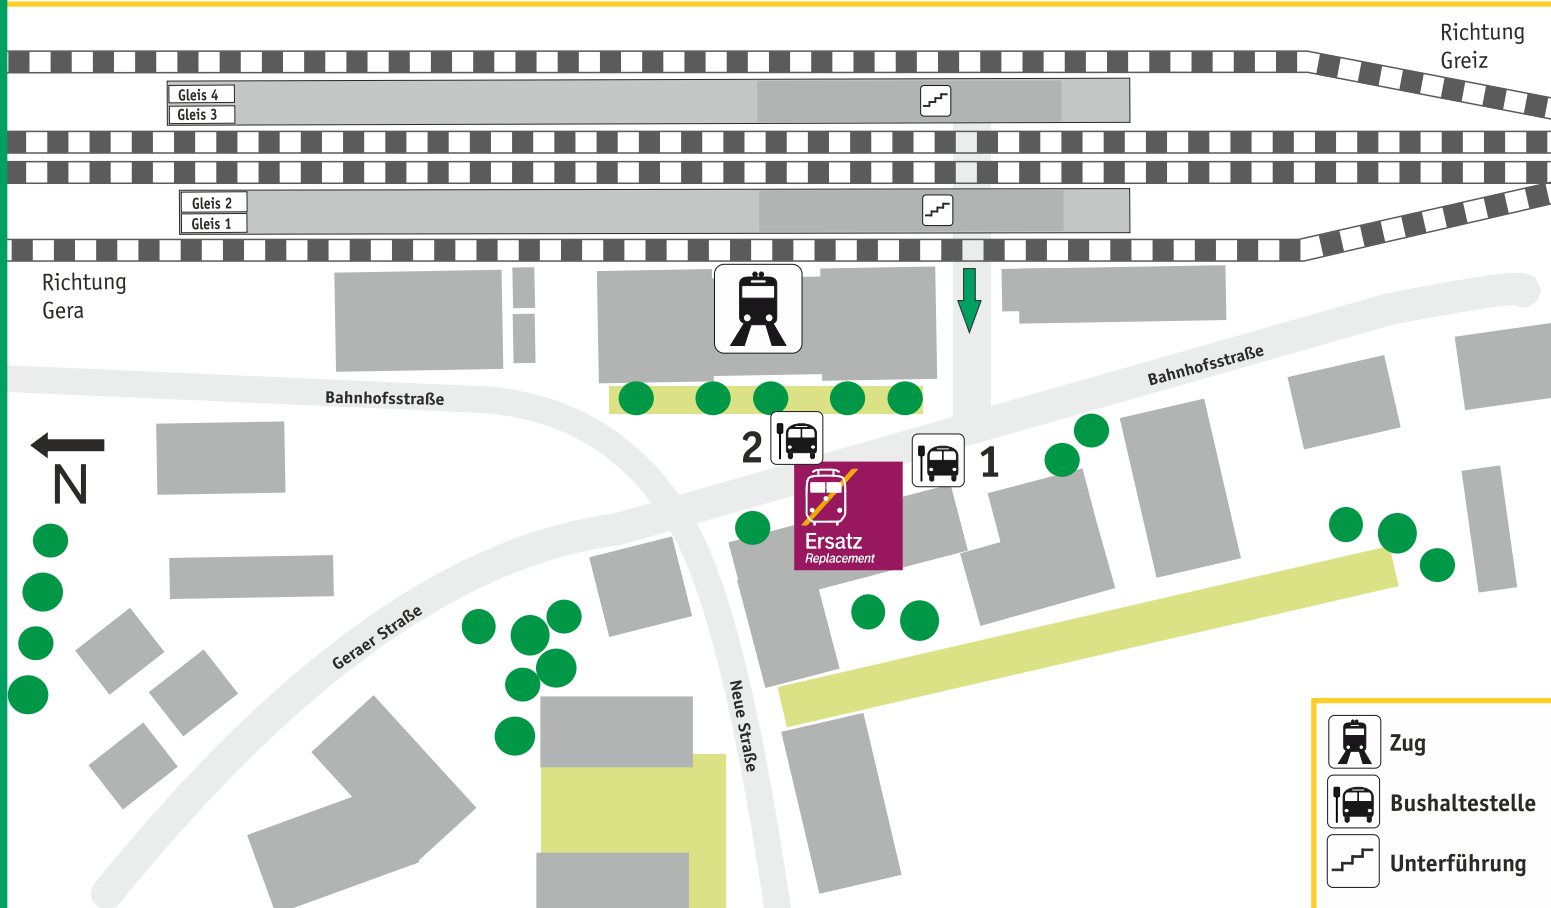 Richtung
Greiz
Gleis 4
Gleis 3
Gleis 2
Gleis 1
Richtung
Gera
Bahnhofsstraße
Bahnhofsstraße
N
2
1
Ersatz
Replacement
Geraer Straße
Neue Straße
Zug
Bushaltestelle
Unterführung